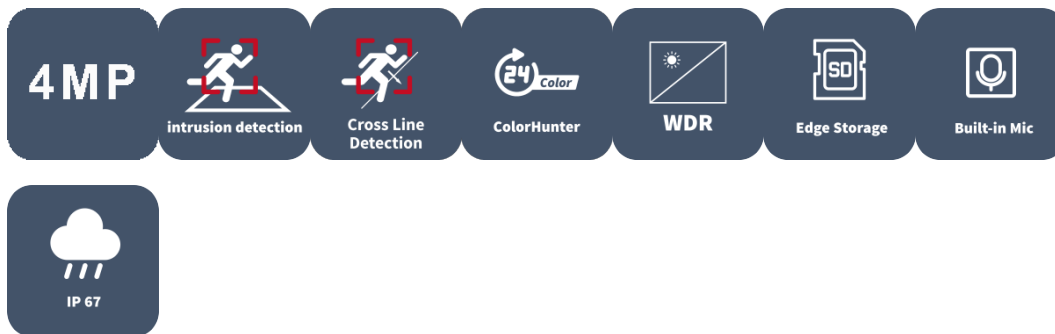 4MP
intrusion detection
Cross Line
Detection
24 Color
ColorHunter
WDR
SD
Edge Storage
Built-in Mic
IP 67